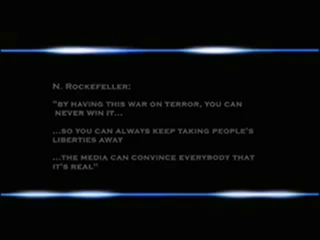 N. ROCKEFELLER:
"BY HAVING THIS WAR ON TERROR, YOU CAN
NEVER WIN IT...
...SO YOU CAN ALWAYS KEEP TAKING PEOPLE'S
LIBERTIES AWAY
...THE MEDIA CAN CONVINCE EVERYBODY THAT
IT'S REAL"